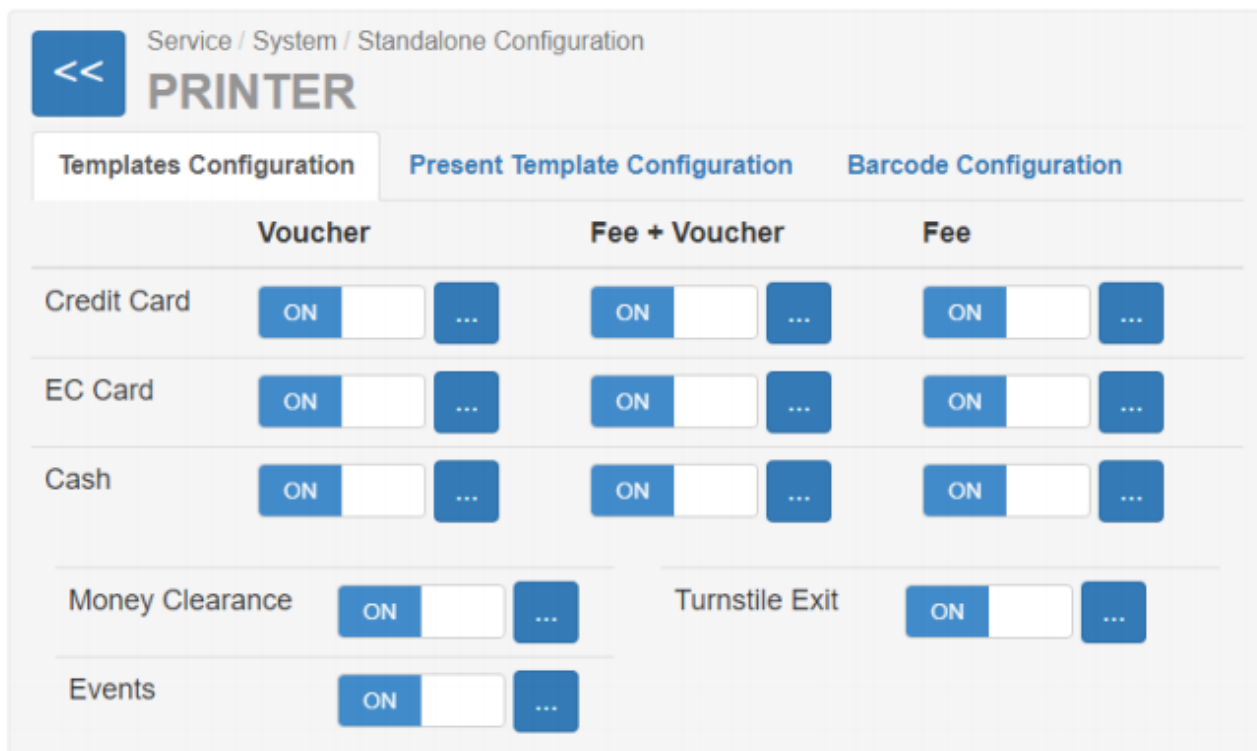 <<
Service / System / Standalone Configuration
PRINTER
Templates Configuration Present Template Configuration Barcode Configuration
Voucher Fee + Voucher Fee
Credit Card ON ... ON ... ON ...
EC Card ON ... ON ... ON ...
Cash ON ... ON ... ON ...
Money Clearance ON ... Turnstile Exit ON ...
Events ON ...